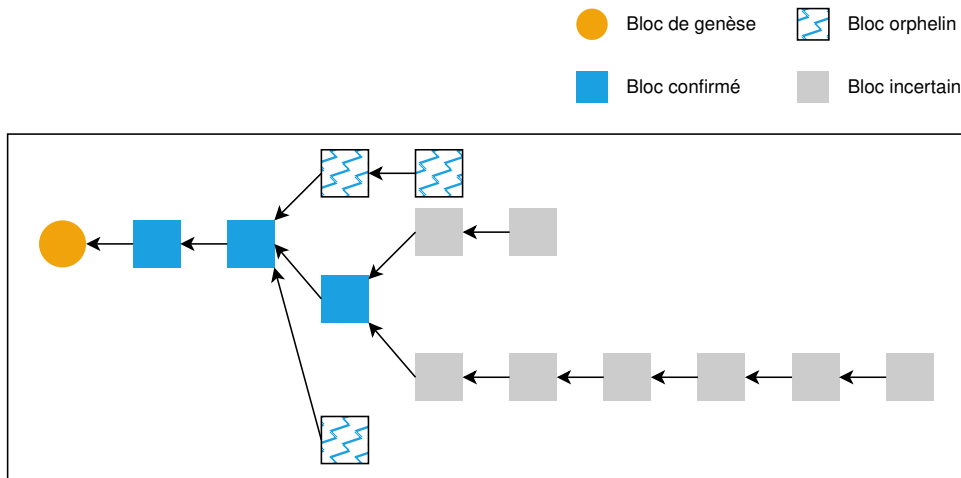 Bloc de genèse
Bloc orphelin
Bloc confirmé
Bloc incertain